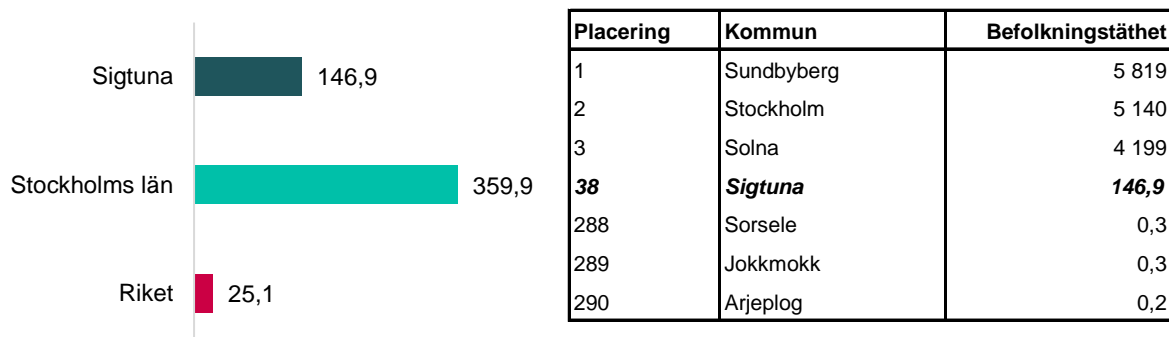 Sigtuna 146,9
Stockholms län 359,9
Riket 25,1
Placering Kommun Befolkningstäthet
1 Sundbyberg 5 819
2 Stockholm 5 140
3 Solna 4 199
38 Sigtuna 146,9
288 Sorsele 0,3
289 Jokkmokk 0,3
290 Arjeplog 0,2